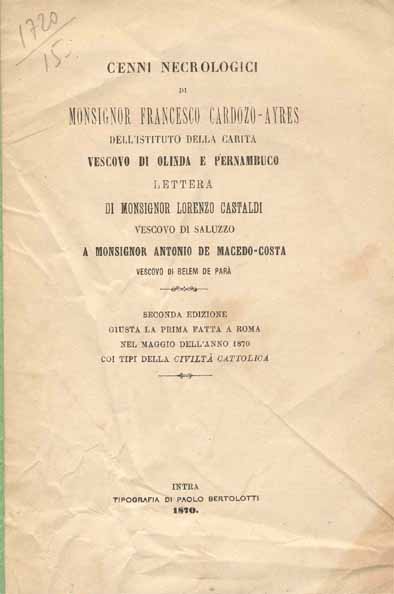 1720
15-
CENNI NECROLOGICI
DI
MONSIGNOR FRANCESCO CARDOZO-AYRES
DELL'ISTITUTO DELLA CARITÀ
VESCOVO DI OLINDA E PERNAMBUCO
LETTERA
DI MONSIGNOR LORENZO CASTALDI
VESCOVO DI SALUZZO
A MONSIGNOR ANTONIO DE MACEDO-COSTA
VESCOVO DI BELEM DE PARÀ
SECONDA EDIZIONE
GIUSTA LA PRIMA FATTA A ROMA
NEL MAGGIO DELL'ANNO 1870
COI TIPI DELLA CIVILTÀ CATTOLICA
INTRA
TIPOGRAFIA DI PAOLO BERTOLOTTI
1870.